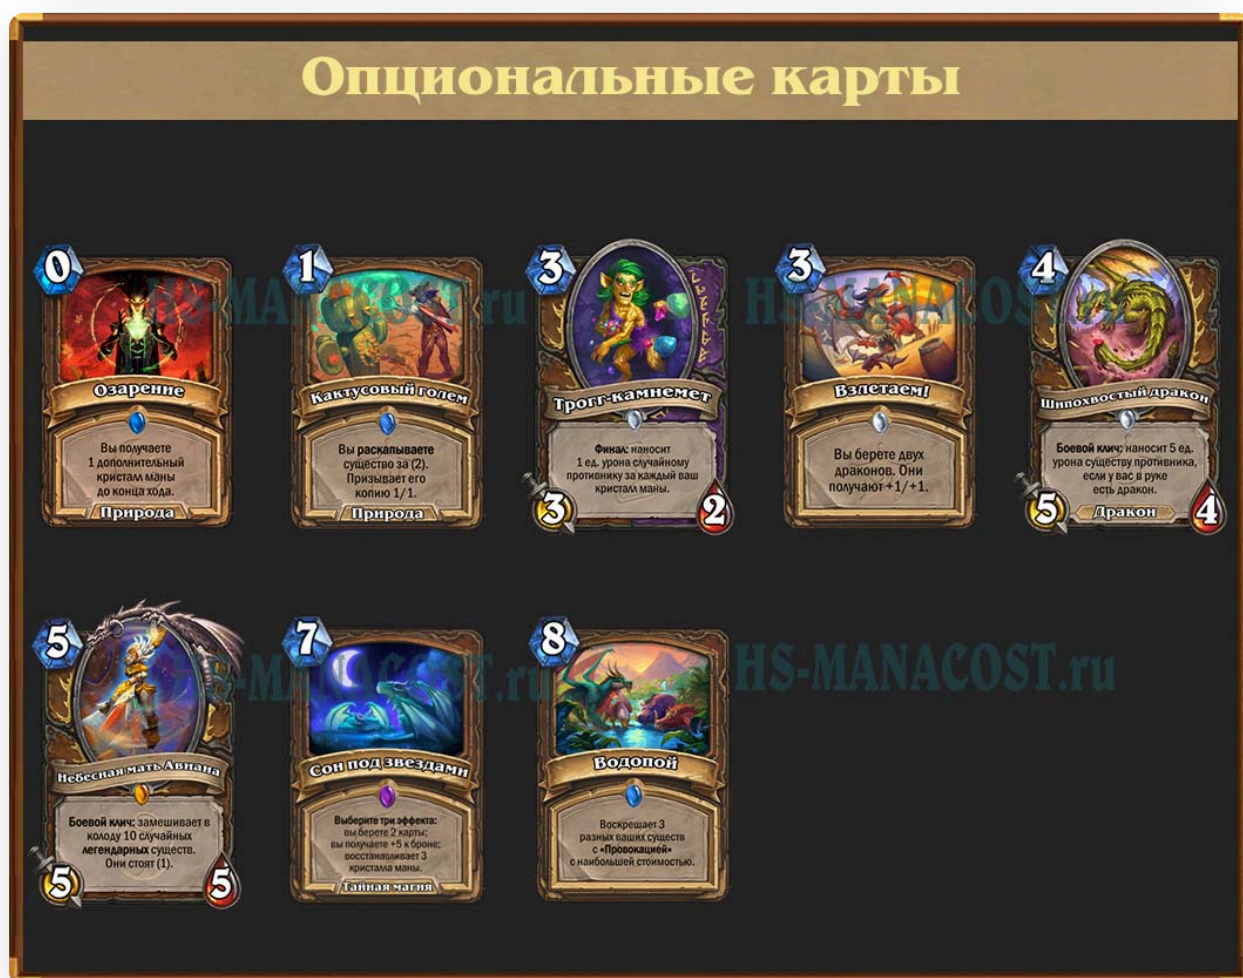 Опциональные карты
0
Озарение
Вы получаете
1 дополнительный
кристалл маны
до конца хода.
Природа
1
Кактусовый голем
Вы раскапываете
существо за (2).
Призывает его
копию 1/1.
Природа
3
Трогг-камнемет
Финал: наносит
1 ед. урона случайному
противнику за каждый ваш
кристалл маны.
3
2
3
Взлетаем!
Вы берете двух
драконов. Они
получают +1/+1.
4
Шипохвостый дракон
Боевой клич: наносит 5 ед.
урона существу противника,
если у вас в руке
есть дракон.
5
Дракон
4
HS-MANACOST.ru
HS-MANACOST.ru
5
Небесная мать Авиана
Боевой клич: замешивает в
колоду 10 случайных
легендарных существ.
Они стоят (1).
5
5
7
Сон под звездами
Выберите три эффекта:
вы берете 2 карты;
вы получаете +5 к броне;
восстанавливает 3
кристалла маны.
Тайная магия
8
Водопой
Воскрешает 3
разных ваших существ
с «Провокацией»
с наибольшей стоимостью.
HS-MANACOST.ru
HS-MANACOST.ru